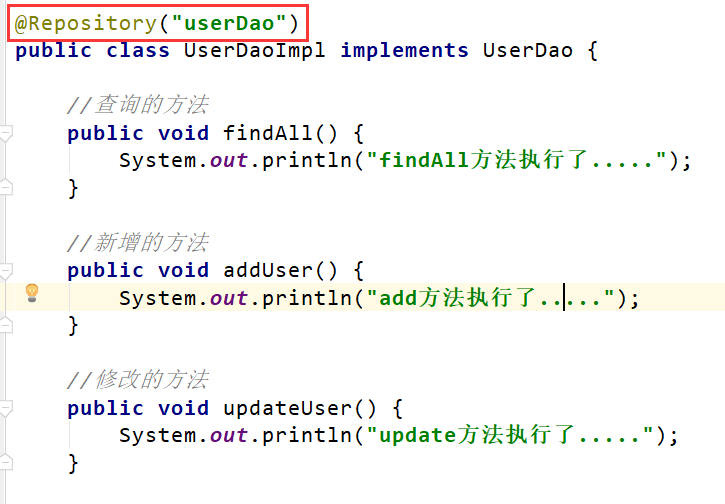 @Repository("userDao")
public class UserDaoImpl implements UserDao {
//查询的方法
public void findAll() {
System.out.println("findAll方法执行了.....");
}
//新增的方法
public void addUser() {
System.out.println("add方法执行了.....");
}
//修改的方法
public void updateUser() {
System.out.println("update方法执行了.....");
}